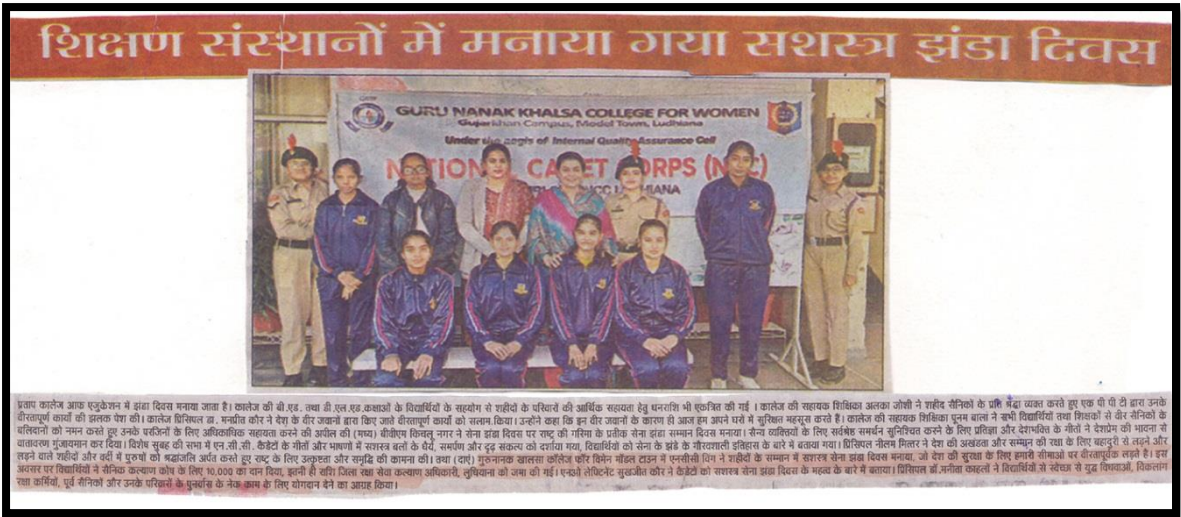 शिक्षण संस्थानों में मनाया गया सशस्त्र झंडा दिवस
GURU NANAK KHALSA COLLEGE FOR WOMEN
Gujarkhan Campus, Model Town, Ludhiana
Under the aegis of Internal Quality Assurance Cell
NATIONAL CADET CORPS (NCC)
NCC LUDHIANA
प्रताप कालेज आफ एजुकेशन में झंडा दिवस मनाया जाता है। कालेज की बी.एड. तथा डी.एल.एड.कक्षाओं के विद्यार्थियों के सहयोग से शहीदों के परिवारों की आर्थिक सहायता हेतु धनराशि भी एकत्रित की गई । कालेज की सहायक शिक्षिका अलका जोशी ने शहीद सैनिकों के प्रति श्रद्धा व्यक्त करते हुए एक पी पी टी द्वारा उनके
वीरतापूर्ण कार्यों की झलक पेश की। कालेज प्रिंसिपल डा. मनप्रीत कौर ने देश के वीर जवानों द्वारा किए जाते वीरतापूर्ण कार्यों को सलाम.किया। उन्होंने कहा कि इन वीर जवानों के कारण ही आज हम अपने घरों में सुरक्षित महसूस करते हैं। कालेज की सहायक शिक्षिका पूनम बाला ने सभी विद्यार्थियों तथा शिक्षकों से वीर सैनिकों के
बलिदानों को नमन करते हुए उनके परिजनों के लिए अधिकाधिक सहायता करने की अपील की (मध्य) बीवीएम किचलू नगर ने सेना झंडा दिवस पर राष्ट्र की गरिमा के प्रतीक सेना झंडा सम्मान दिवस मनाया। सैन्य व्यक्तियों के लिए सर्वश्रेष्ठ समर्थन सुनिश्चित करने के लिए प्रतिज्ञा और देशभक्ति के गीतों ने देशप्रेम की भावना से
वातावरण गुंजायमान कर दिया। विशेष सुबह की सभा में एन.सी.सी. कैडेटों के गीतों और भाषणों में सशस्त्र बलों के धैर्य, समर्पण और दृढ़ संकल्प को दर्शाया गया, विद्यार्थियों को सेना के झंडे के गौरवशाली इतिहास के बारे में बताया गया। प्रिंसिपल नीलम मित्तर ने देश की अखंडता और सम्मान की रक्षा के लिए बहादुरी से लड़ने और
लड़ने वाले शहीदों और वर्दी में पुरुषों को श्रद्धांजलि अर्पित करते हुए राष्ट्र के लिए अक्षतता और समृद्धि की कामना की। तथा (दाएं) गुरुनानक खालसा कॉलेज फॉर विमेन मॉडल टाउन ने एनसीसी विंग ने शहीदों के सम्मान में सशस्त्र सेना झंडा दिवस मनाया, जो देश की सुरक्षा के लिए हमारी सीमाओं पर वीरतापूर्वक लड़ते है। इस
अवसर पर विद्यार्थियों ने सैनिक कल्याण कोष के लिए 10,000 का दान दिया, इतनी ही राशि जिला रक्षा सेवा कल्याण अधिकारी, लुधियाना को जमा की गई। एनओ लेफ्टिनेंट सुखजीत कौर ने कैडेटों को सशस्त्र सेना झंडा दिवस के महत्व के बारे में बताया। प्रिंसिपल डॉ.मनीता काहलों ने विद्यार्थियों से स्वेच्छा से युद्ध विधवाओं, विकलांग
रक्षा कर्मियों, पूर्व सैनिकों और उनके परिवारों के पुनर्वास के नेक काम के लिए योगदान देने का आग्रह किया।